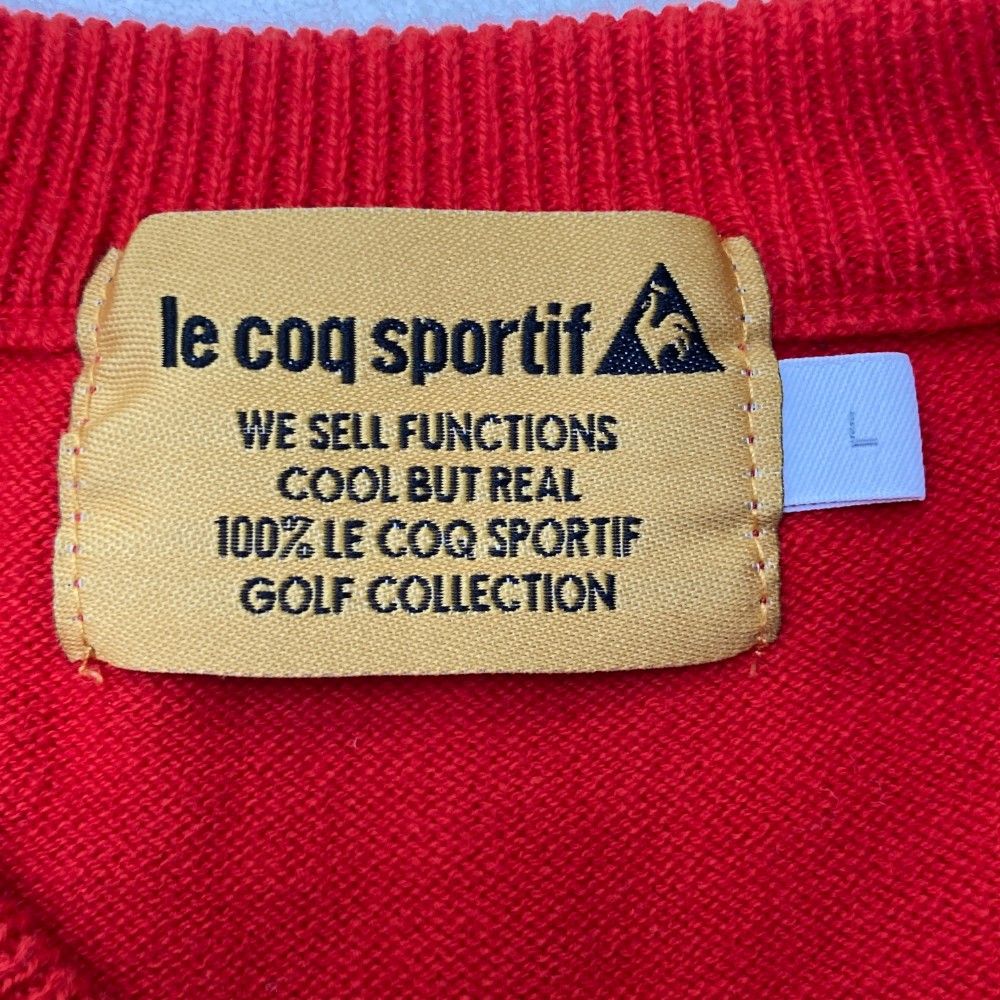 le coq sportif
WE SELL FUNCTIONS
COOL BUT REAL
100% LE COQ SPORTIF
GOLF COLLECTION
L